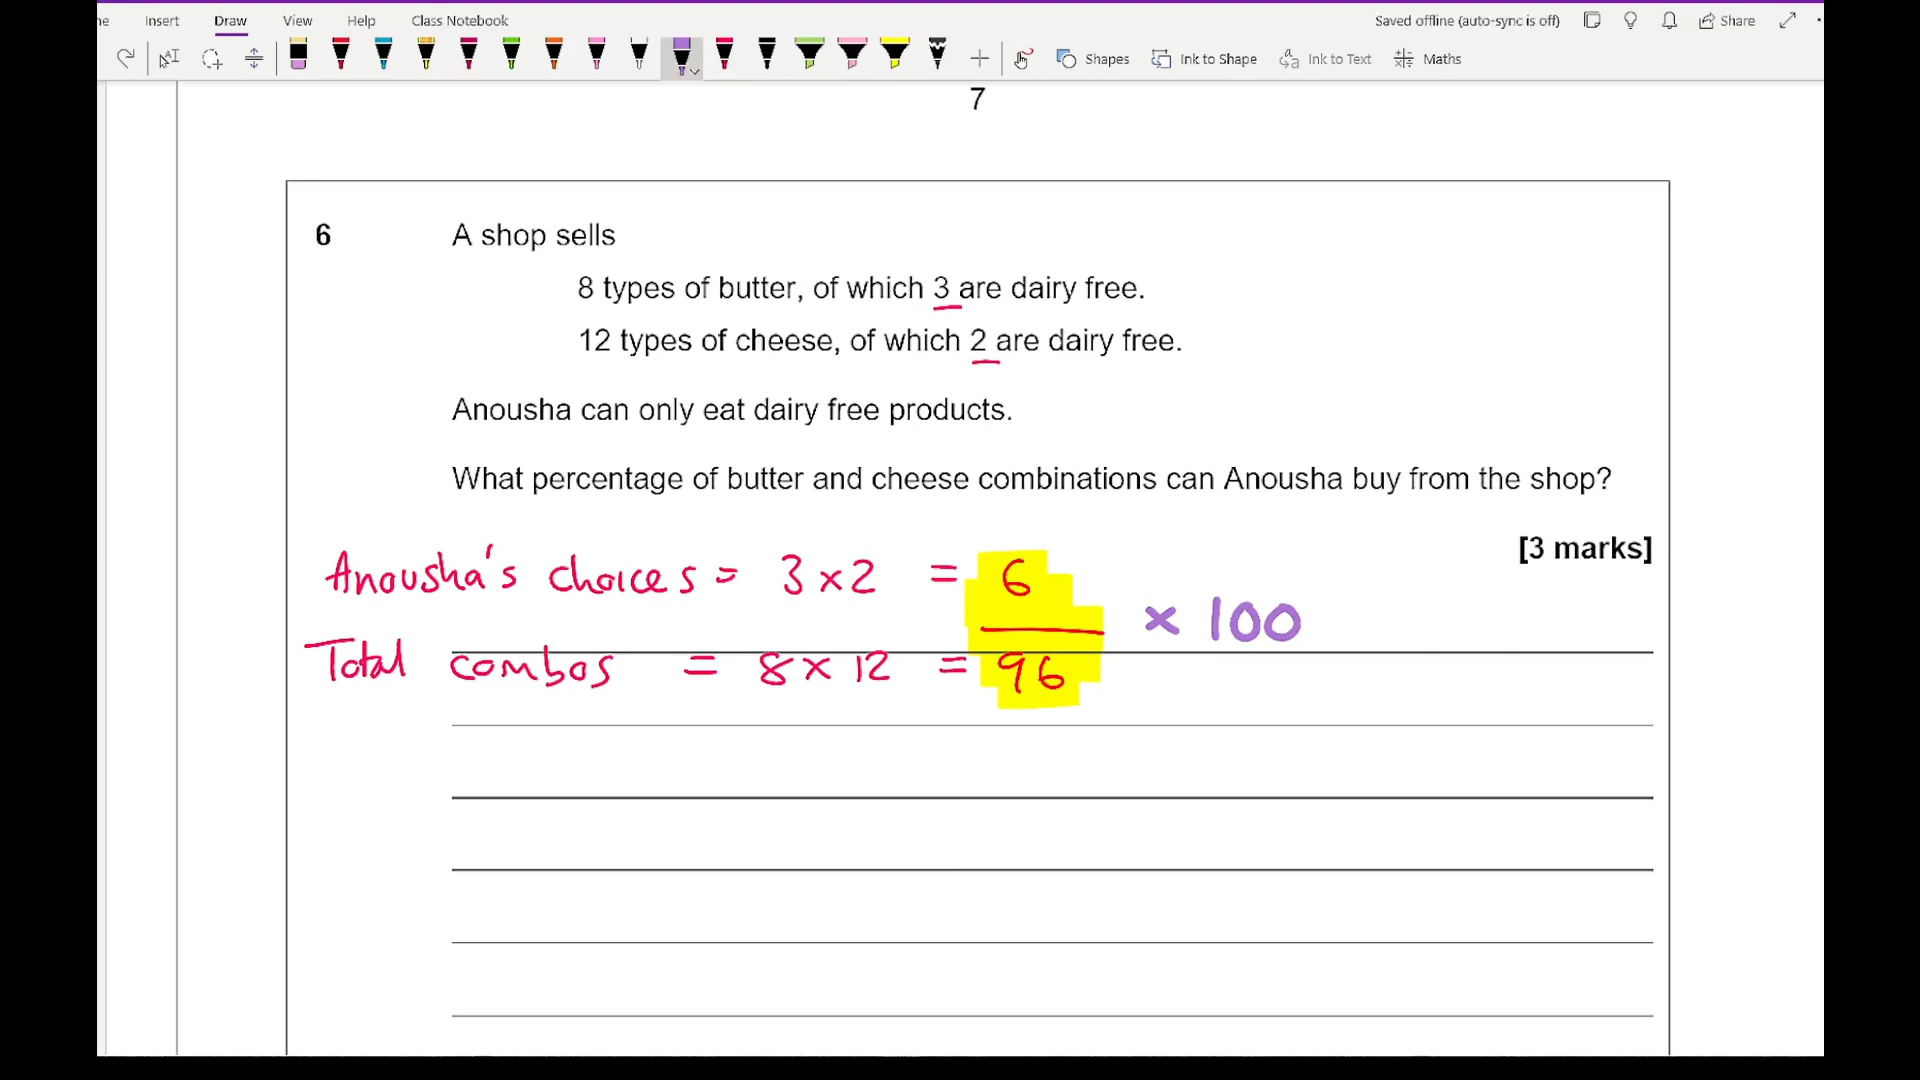 Insert Draw View Help Class Notebook Saved offline (auto-sync is off) Share
Shapes Ink to Shape Ink to Text Maths
7
6 A shop sells
8 types of butter, of which 3 are dairy free.
12 types of cheese, of which 2 are dairy free.
Anousha can only eat dairy free products.
What percentage of butter and cheese combinations can Anousha buy from the shop?
[3 marks]
Anousha's choices = 3 x 2 = 6
x 100
Total combos = 8 x 12 = 96